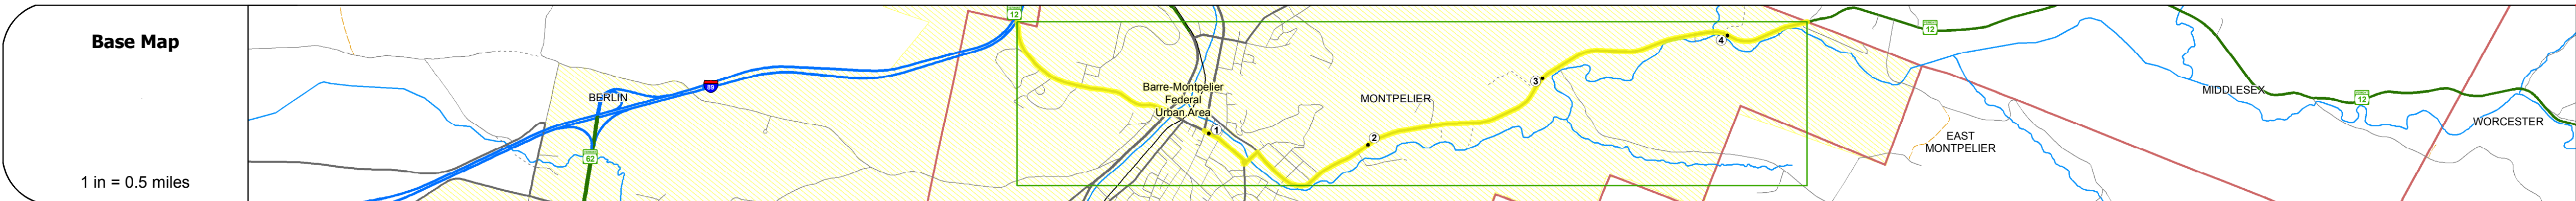 Base Map
1 in = 0.5 miles
BERLIN
62
89
12
Barre-Montpelier
Federal
Urban Area
1
MONTPELIER
2
3
4
12
EAST
MONTPELIER
MIDDLESEX
12
WORCESTER